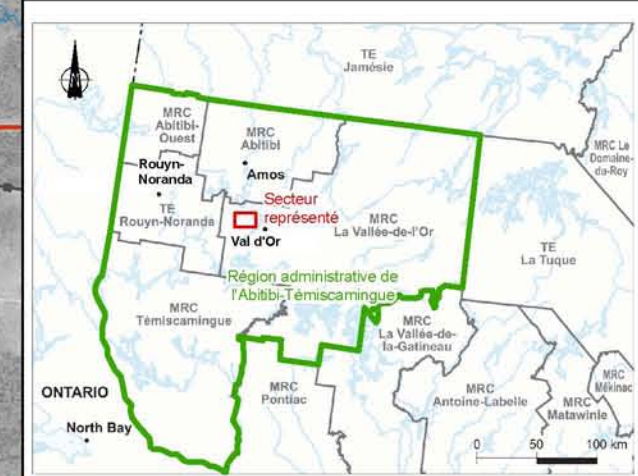 TE
Jamésie
MRC
Abitibi-
Ouest
MRC
Abitibi
MRC Le
Domaine-
du-Roy
Rouyn-
Noranda
Amos
TE
Rouyn-Noranda
Secteur
représenté
MRC
La Vallée-de-l'Or
Val d'Or
TE
La Tuque
Région administrative de
l'Abitibi-Témiscamingue
MRC
Témiscamingue
MRC
La Vallée-de-
la-Gatineau
MRC
Mékinac
ONTARIO
MRC
Pontiac
MRC
Antoine-Labelle
MRC
Matawinie
North Bay
0 50 100 km